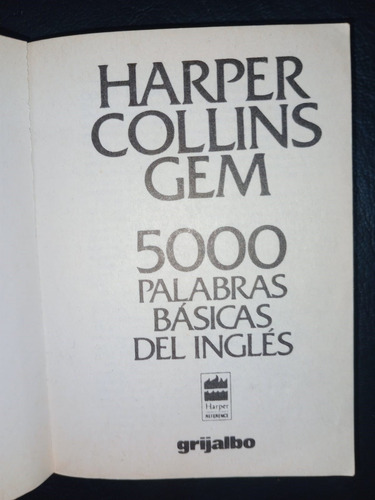 HARPER
COLLINS
GEM
5000
PALABRAS
BÁSICAS
DEL INGLÉS
Harper
REFERENCE
grijalbo